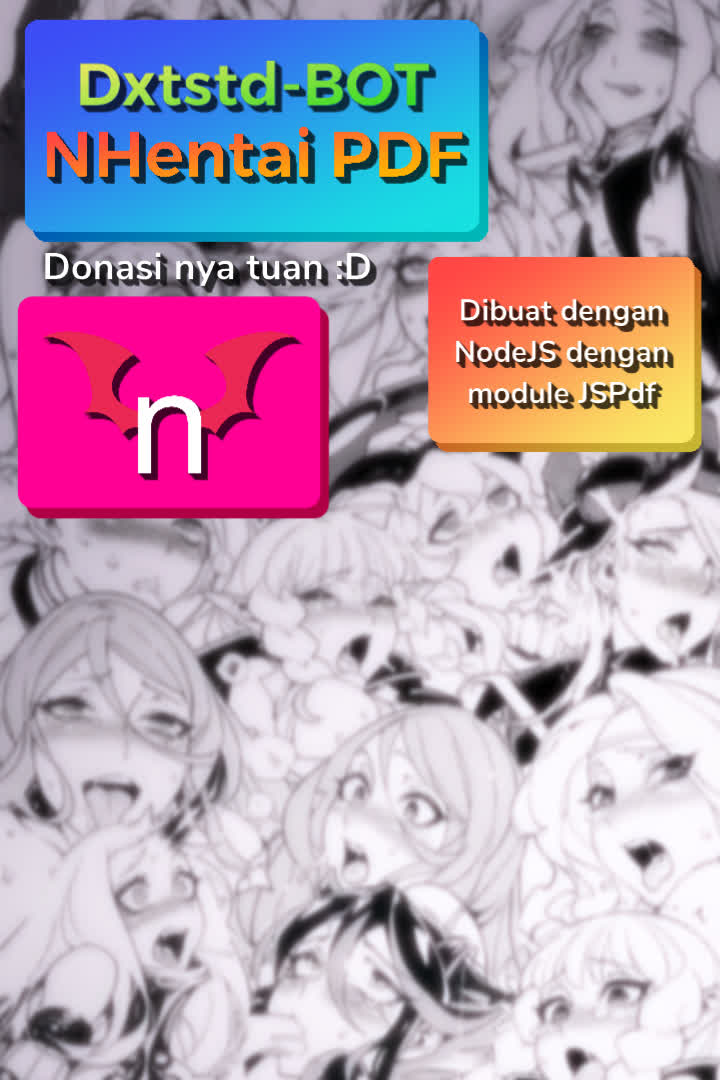 Dxtstd-BOT
NHentai PDF
Donasi nya tuan :D
n
Dibuat dengan
NodeJS dengan
module JSPdf